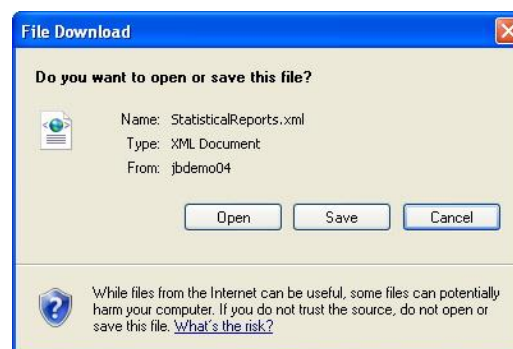 File Download
Do you want to open or save this file?
Name: StatisticalReports.xml
Type: XML Document
From: jbdemo04
Open Save Cancel
While files from the Internet can be useful, some files can potentially
harm your computer. If you do not trust the source, do not open or
save this file. What's the risk?